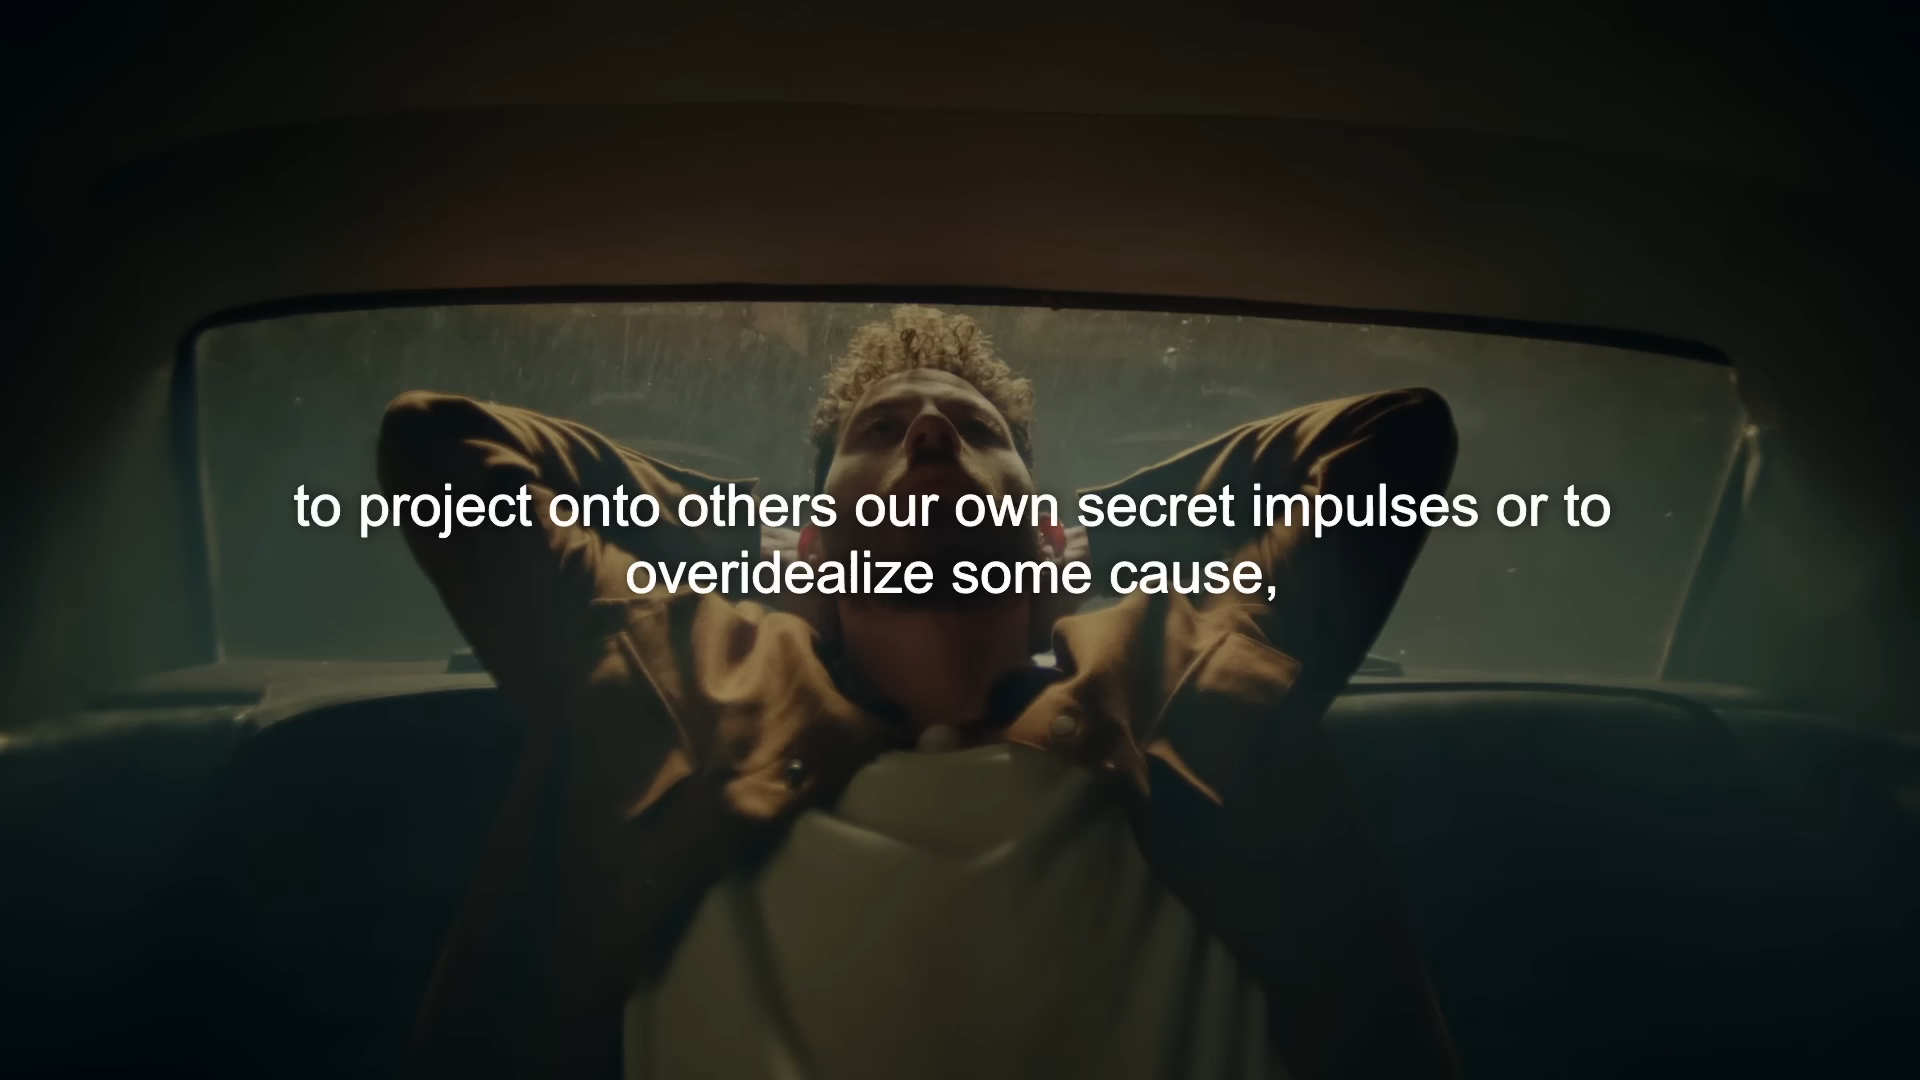 to project onto others our own secret impulses or to
overidealize some cause,